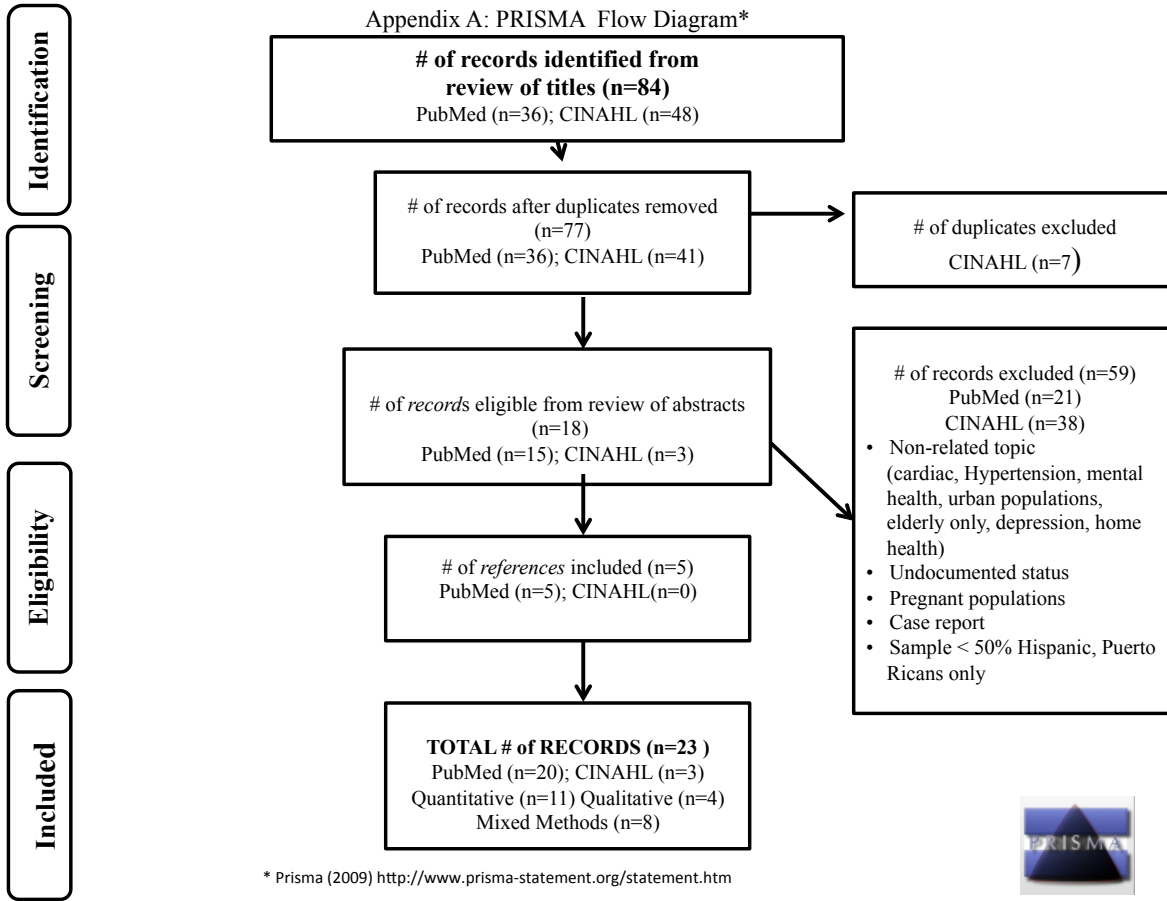 Appendix A: PRISMA Flow Diagram*
Identification
# of records identified from
review of titles (n=84)
PubMed (n=36); CINAHL (n=48)
# of records after duplicates removed
(n=77)
PubMed (n=36); CINAHL (n=41)
# of duplicates excluded
CINAHL (n=7)
Screening
# of records eligible from review of abstracts
(n=18)
PubMed (n=15); CINAHL (n=3)
# of records excluded (n=59)
PubMed (n=21)
CINAHL (n=38)
• Non-related topic
(cardiac, Hypertension, mental
health, urban populations,
elderly only, depression, home
health)
• Undocumented status
• Pregnant populations
• Case report
• Sample < 50% Hispanic, Puerto
Ricans only
Eligibility
# of references included (n=5)
PubMed (n=5); CINAHL(n=0)
Included
TOTAL # of RECORDS (n=23 )
PubMed (n=20); CINAHL (n=3)
Quantitative (n=11) Qualitative (n=4)
Mixed Methods (n=8)
* Prisma (2009) http://www.prisma-statement.org/statement.htm
PRISMA